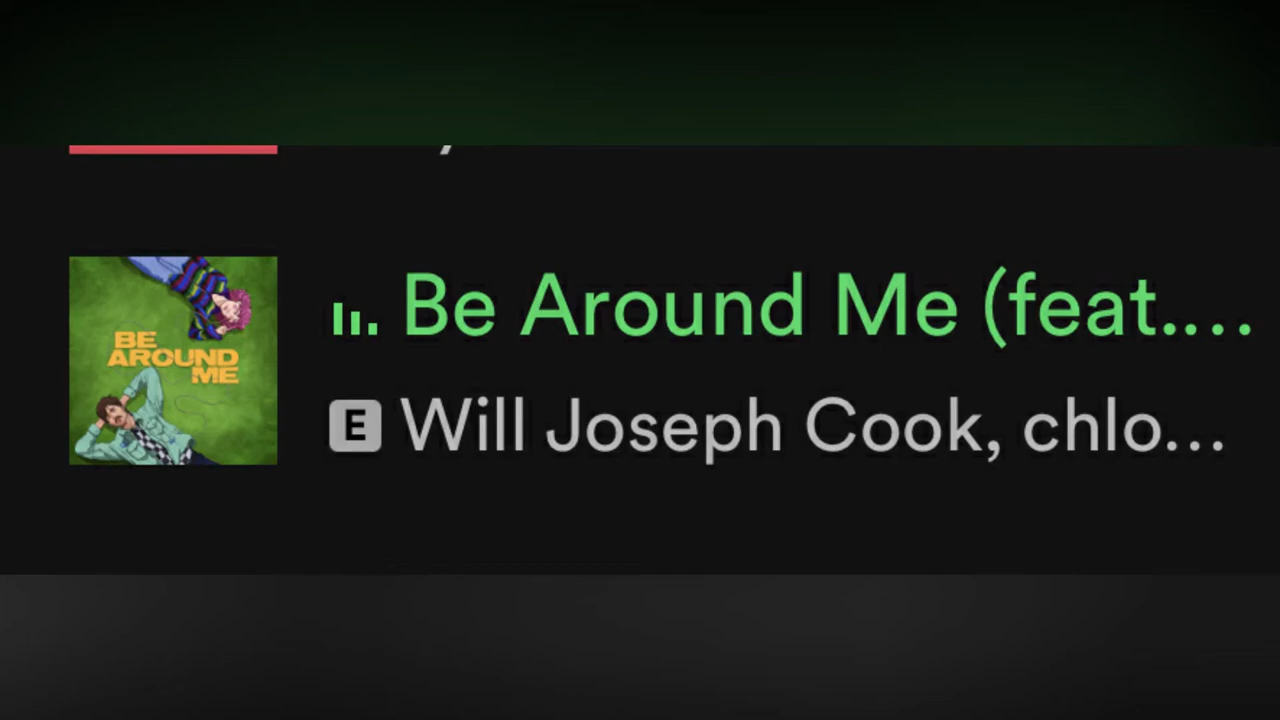 Be Around Me (feat....
BE
AROUND
ME
E Will Joseph Cook, chlo...